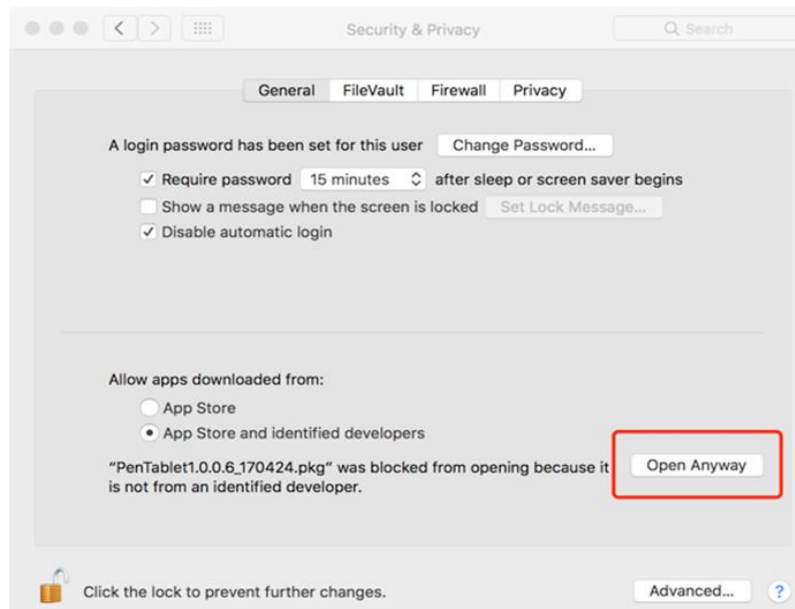 Security & Privacy
Search
General FileVault Firewall Privacy
A login password has been set for this user Change Password...
Require password 15 minutes after sleep or screen saver begins
Show a message when the screen is locked Set Lock Message...
Disable automatic login
Allow apps downloaded from:
App Store
App Store and identified developers
“PenTablet1.0.0.6_170424.pkg” was blocked from opening because it
is not from an identified developer.
Open Anyway
Click the lock to prevent further changes.
Advanced... ?